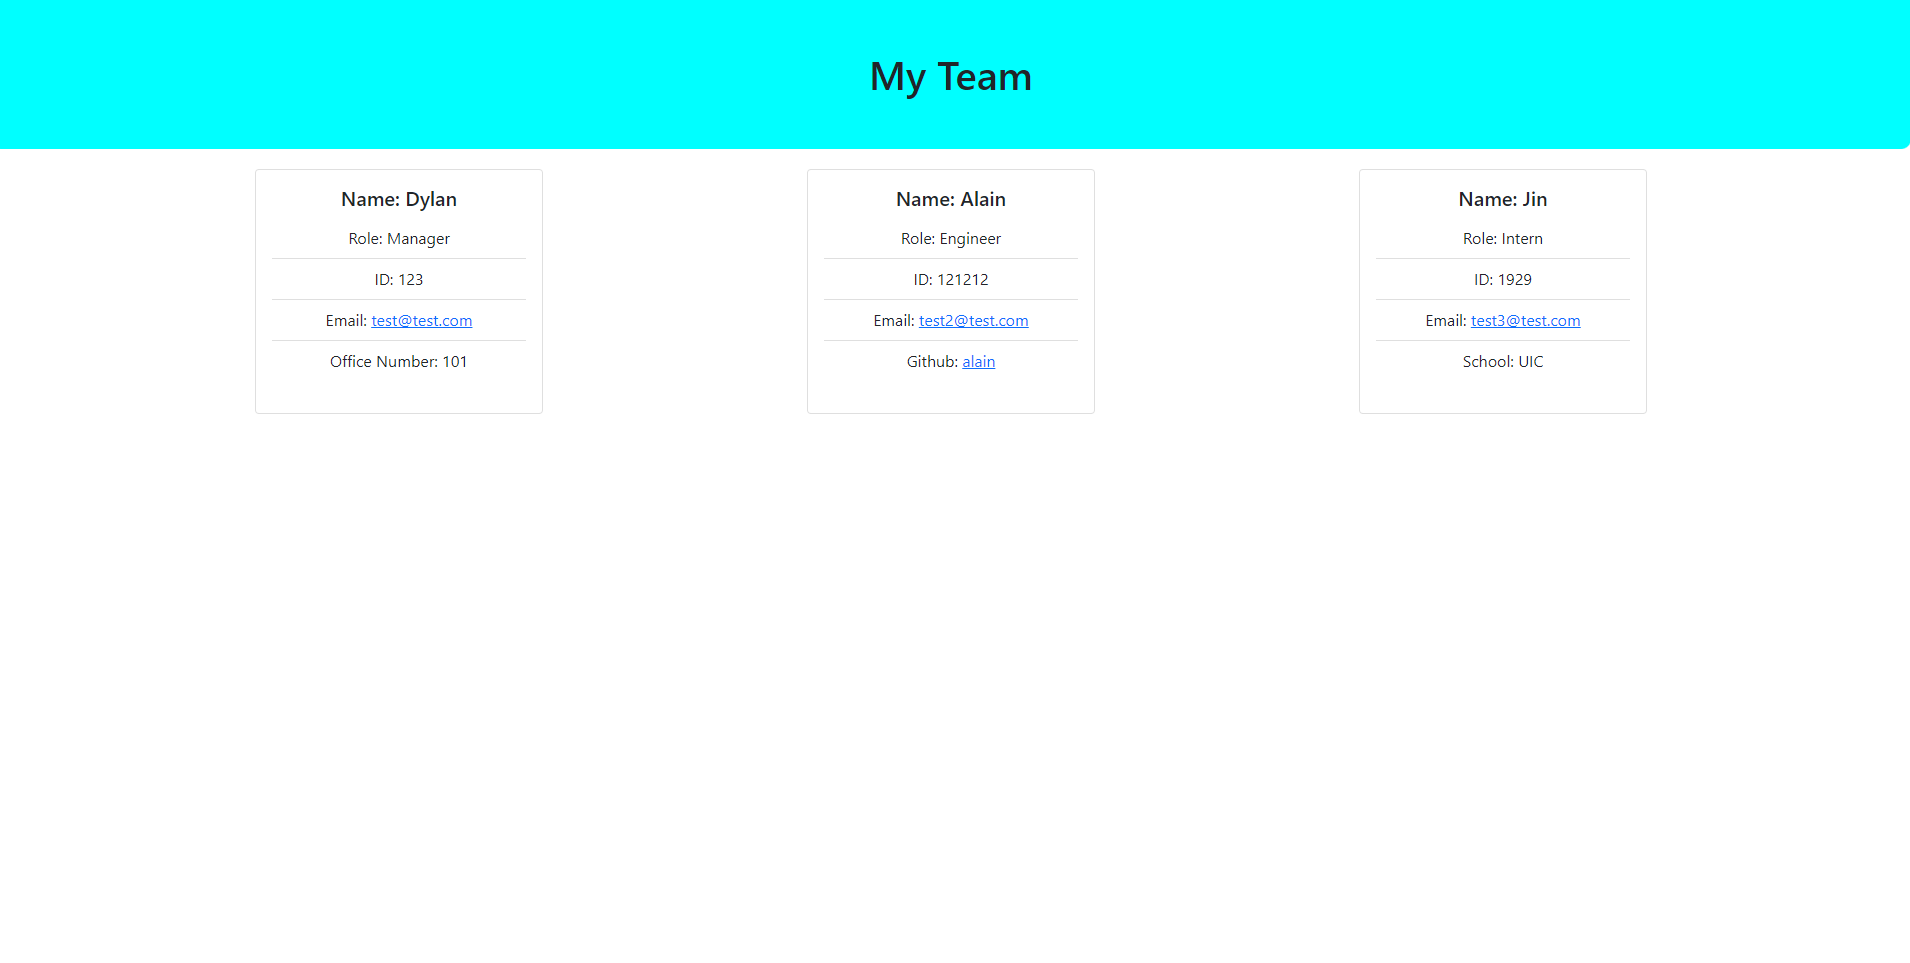 My Team
Name: Dylan
Role: Manager
ID: 123
Email: test@test.com
Office Number: 101
Name: Alain
Role: Engineer
ID: 121212
Email: test2@test.com
Github: alain
Name: Jin
Role: Intern
ID: 1929
Email: test3@test.com
School: UIC